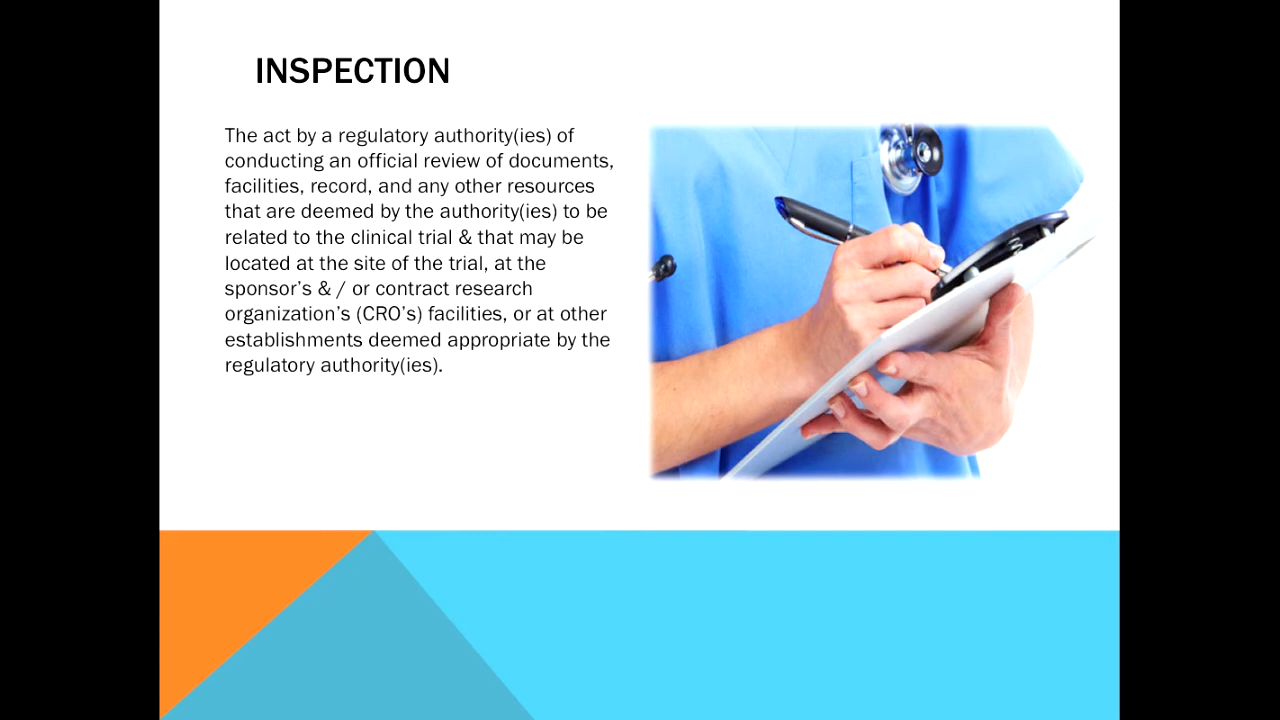 INSPECTION
The act by a regulatory authority(ies) of
conducting an official review of documents,
facilities, record, and any other resources
that are deemed by the authority(ies) to be
related to the clinical trial & that may be
located at the site of the trial, at the
sponsor’s & / or contract research
organization’s (CRO’s) facilities, or at other
establishments deemed appropriate by the
regulatory authority(ies).